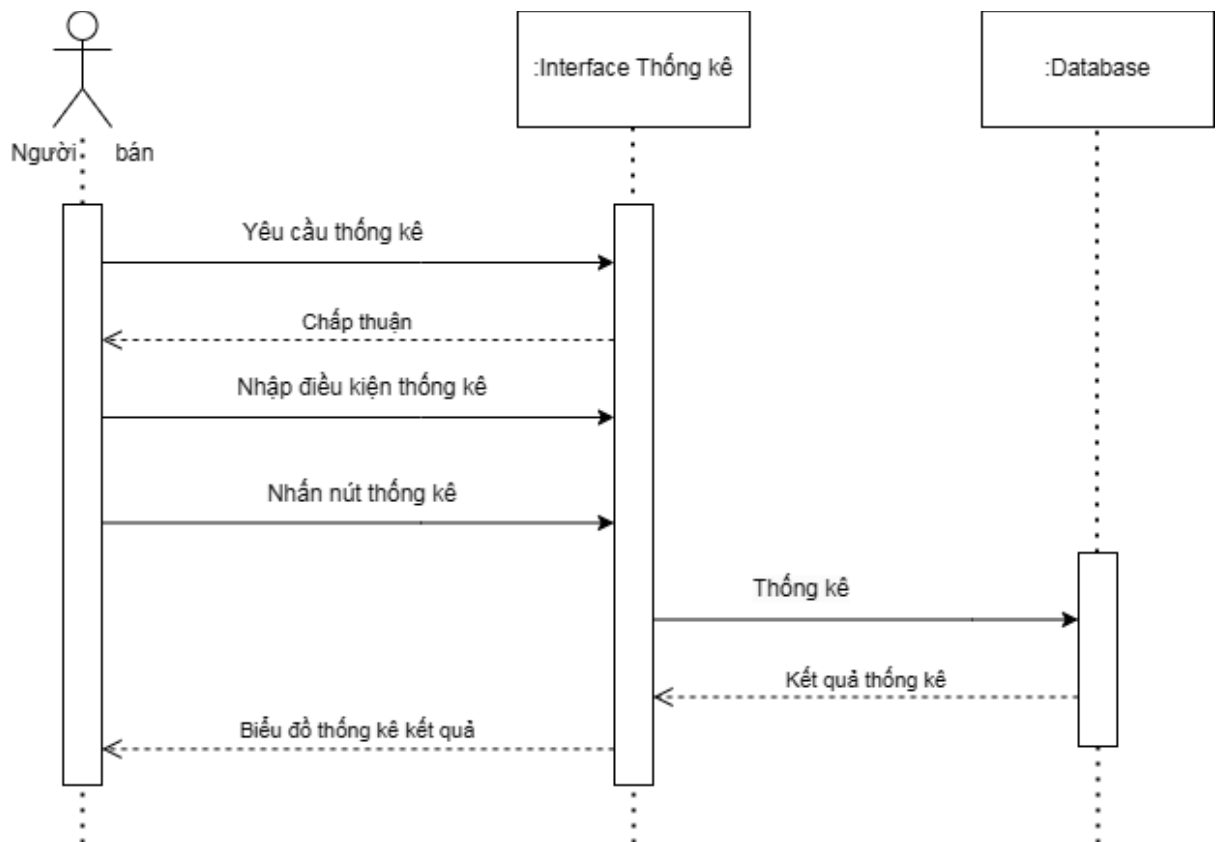 :Interface Thống kê
:Database
Người bán
Yêu cầu thống kê
Chấp thuận
Nhập điều kiện thống kê
Nhấn nút thống kê
Thống kê
Kết quả thống kê
Biểu đồ thống kê kết quả